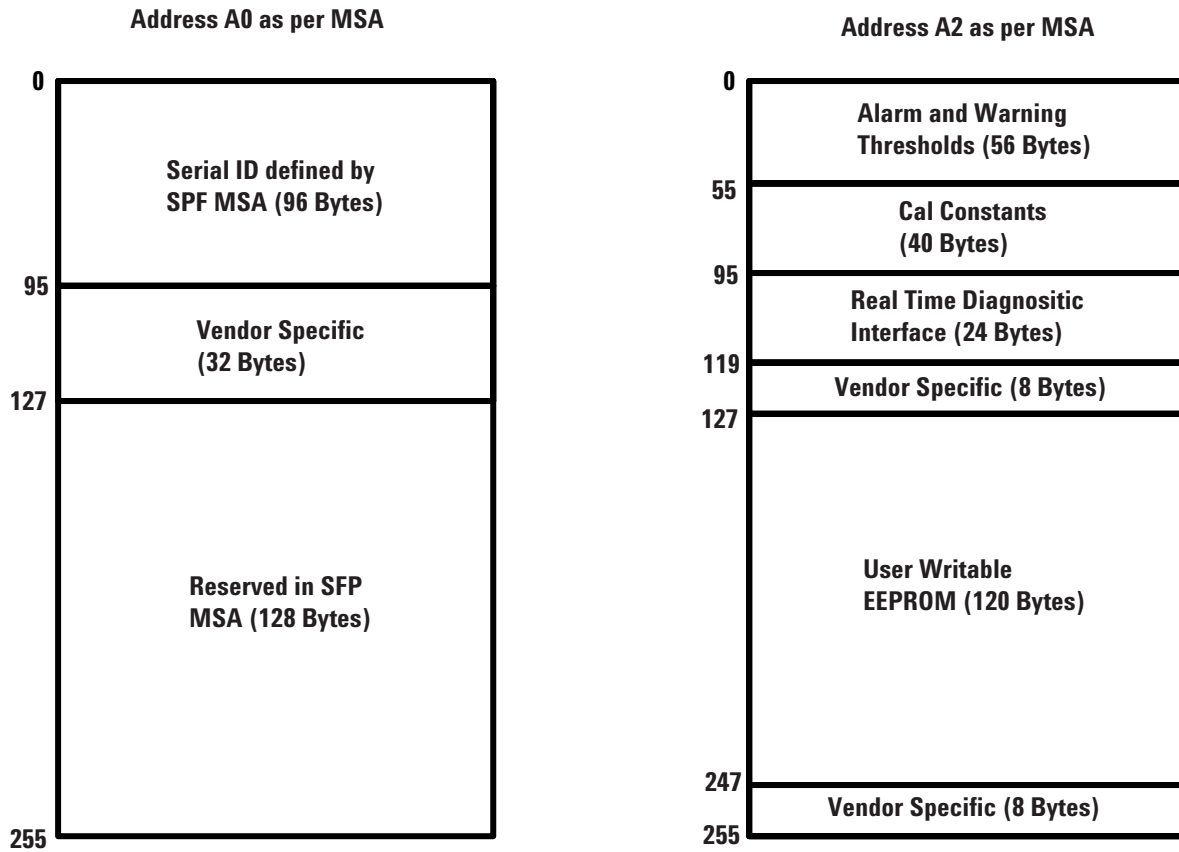 Address A0 as per MSA
0
Serial ID defined by
SPF MSA (96 Bytes)
95
Vendor Specific
(32 Bytes)
127
Reserved in SFP
MSA (128 Bytes)
255
Address A2 as per MSA
0
Alarm and Warning
Thresholds (56 Bytes)
55
Cal Constants
(40 Bytes)
95
Real Time Diagnositic
Interface (24 Bytes)
119
Vendor Specific (8 Bytes)
127
User Writable
EEPROM (120 Bytes)
247
Vendor Specific (8 Bytes)
255